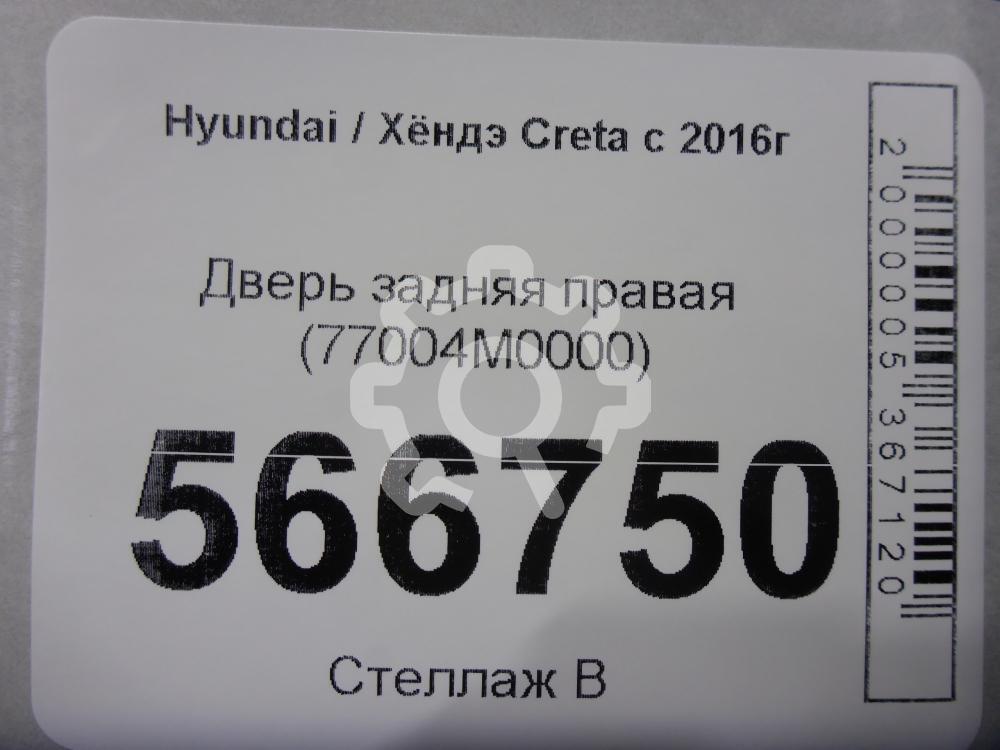 Hyundai / Хёндэ Creta с 2016г
Дверь задняя правая
(77004M0000)
566750
Стеллаж В
2000005367120